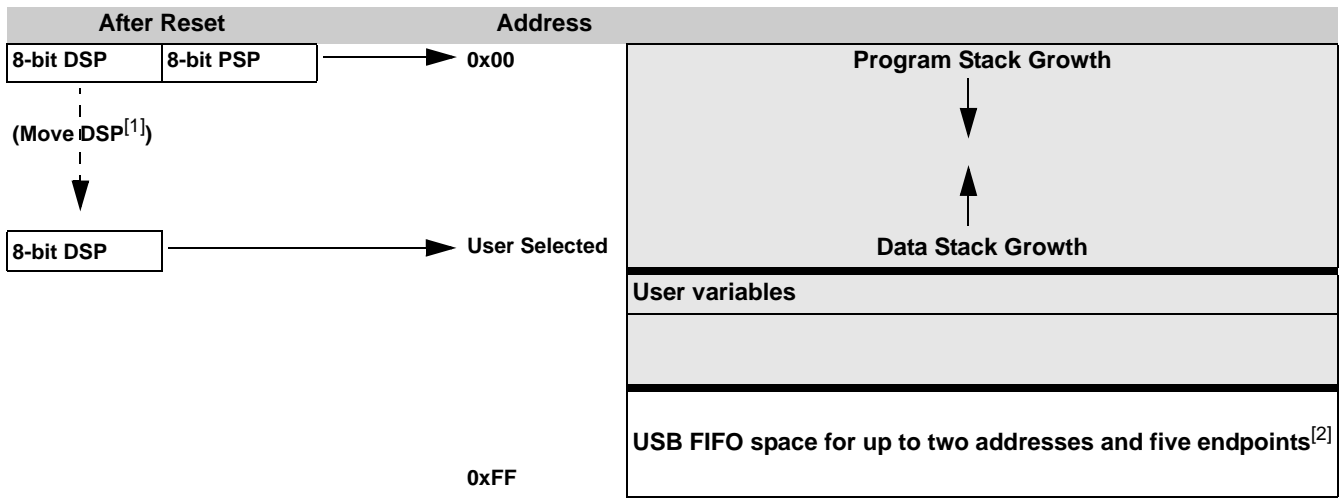 After Reset Address
8-bit DSP 8-bit PSP 0x00 Program Stack Growth
(Move DSP[1])
8-bit DSP User Selected Data Stack Growth
User variables
USB FIFO space for up to two addresses and five endpoints[2]
0xFF